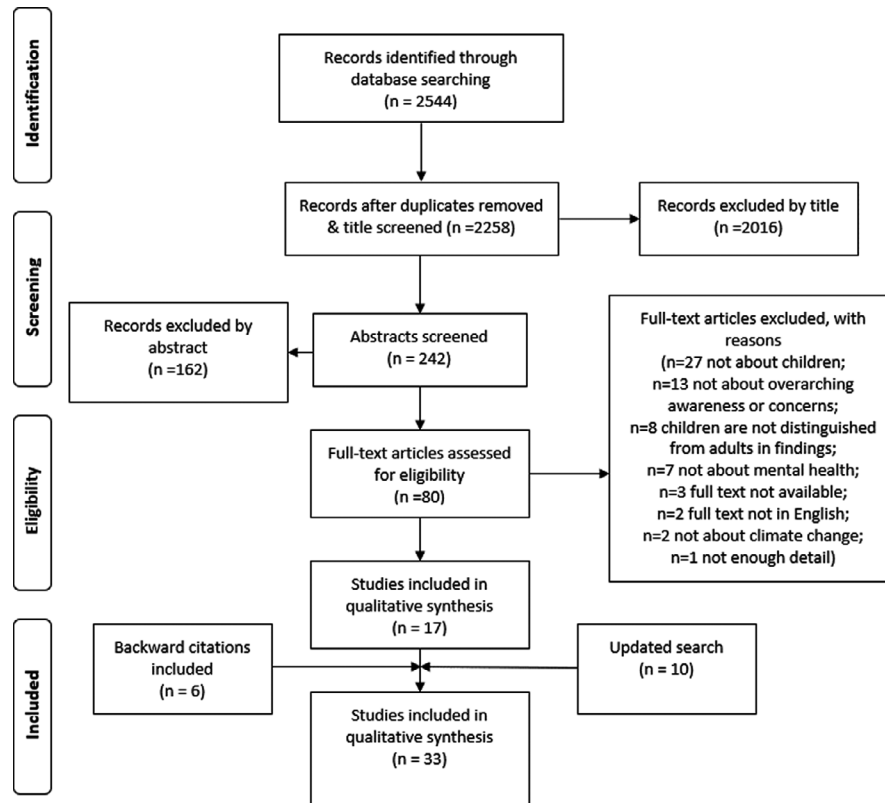 Identification
Records identified through
database searching
(n = 2544)
Records after duplicates removed
& title screened (n =2258)
Records excluded by title
(n =2016)
Screening
Records excluded by
abstract
(n =162)
Abstracts screened
(n = 242)
Full-text articles excluded, with
reasons
(n=27 not about children;
n=13 not about overarching
awareness or concerns;
n=8 children are not distinguished
from adults in findings;
n=7 not about mental health;
n=3 full text not available;
n=2 full text not in English;
n=2 not about climate change;
n=1 not enough detail)
Eligibility
Full-text articles assessed
for eligibility
(n =80)
Studies included in
qualitative synthesis
(n = 17)
Included
Backward citations
included
(n = 6)
Updated search
(n = 10)
Studies included in
qualitative synthesis
(n = 33)